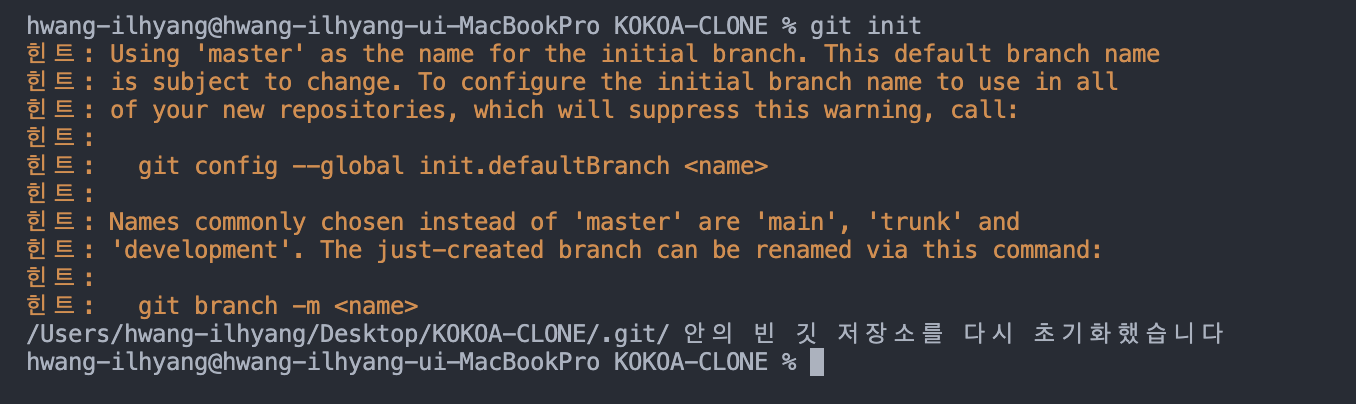 hwang-ilhyang@hwang-ilhyang-ui-MacBookPro KOKOA-CLONE % git init
힌트: Using 'master' as the name for the initial branch. This default branch name
힌트: is subject to change. To configure the initial branch name to use in all
힌트: of your new repositories, which will suppress this warning, call:
힌트:
힌트:   git config --global init.defaultBranch <name>
힌트:
힌트: Names commonly chosen instead of 'master' are 'main', 'trunk' and
힌트: 'development'. The just-created branch can be renamed via this command:
힌트:
힌트:   git branch -m <name>
/Users/hwang-ilhyang/Desktop/KOKOA-CLONE/.git/ 안의 빈 깃 저장소를 다시 초기화했습니다
hwang-ilhyang@hwang-ilhyang-ui-MacBookPro KOKOA-CLONE %